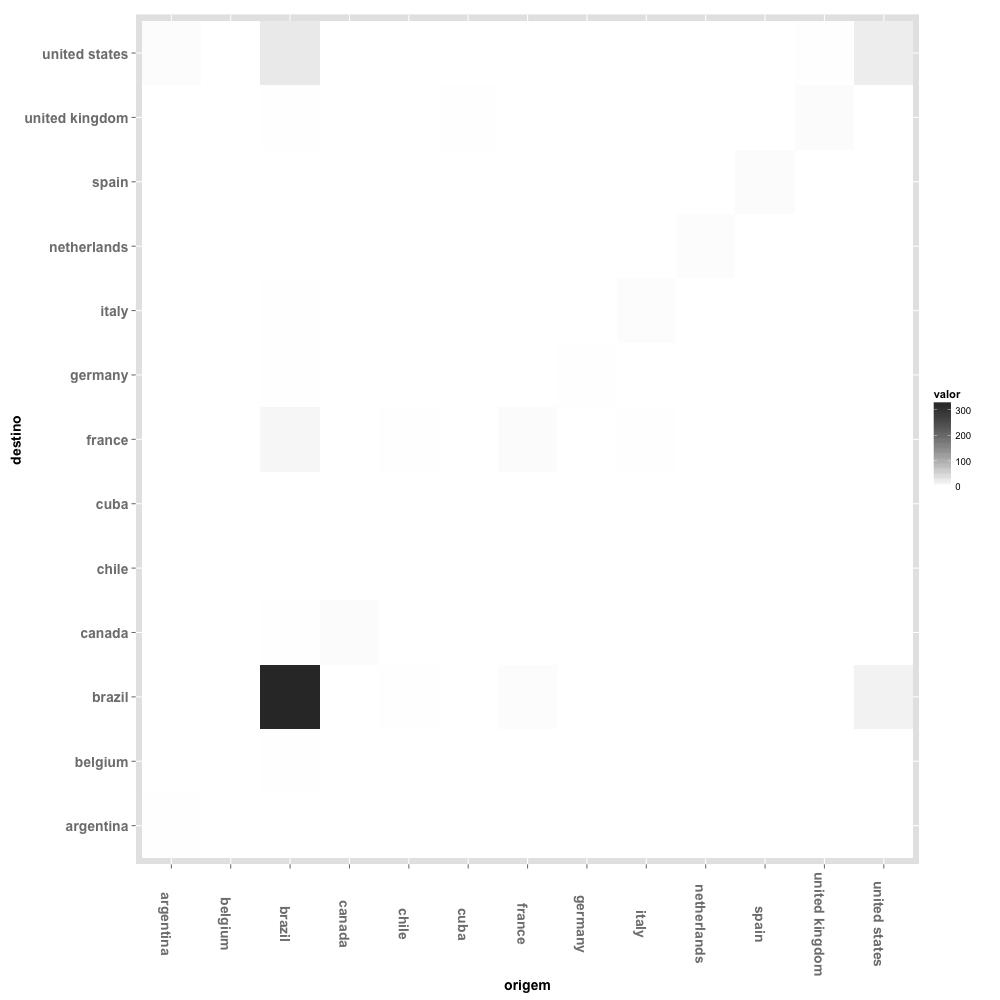 united states
united kingdom
spain
netherlands
italy
germany
france
cuba
chile
canada
brazil
belgium
argentina
destino
argentina
belgium
brazil
canada
chile
cuba
france
germany
italy
netherlands
spain
united kingdom
united states
origem
valor
300
200
100
0